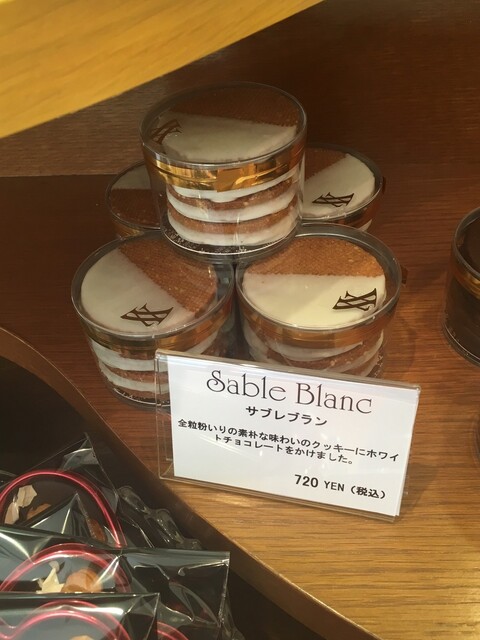 Sable Blanc
サブレブラン
全粒粉いりの素朴な味わいのクッキーにホワイ
トチョコレートをかけました。
720 YEN（税込）